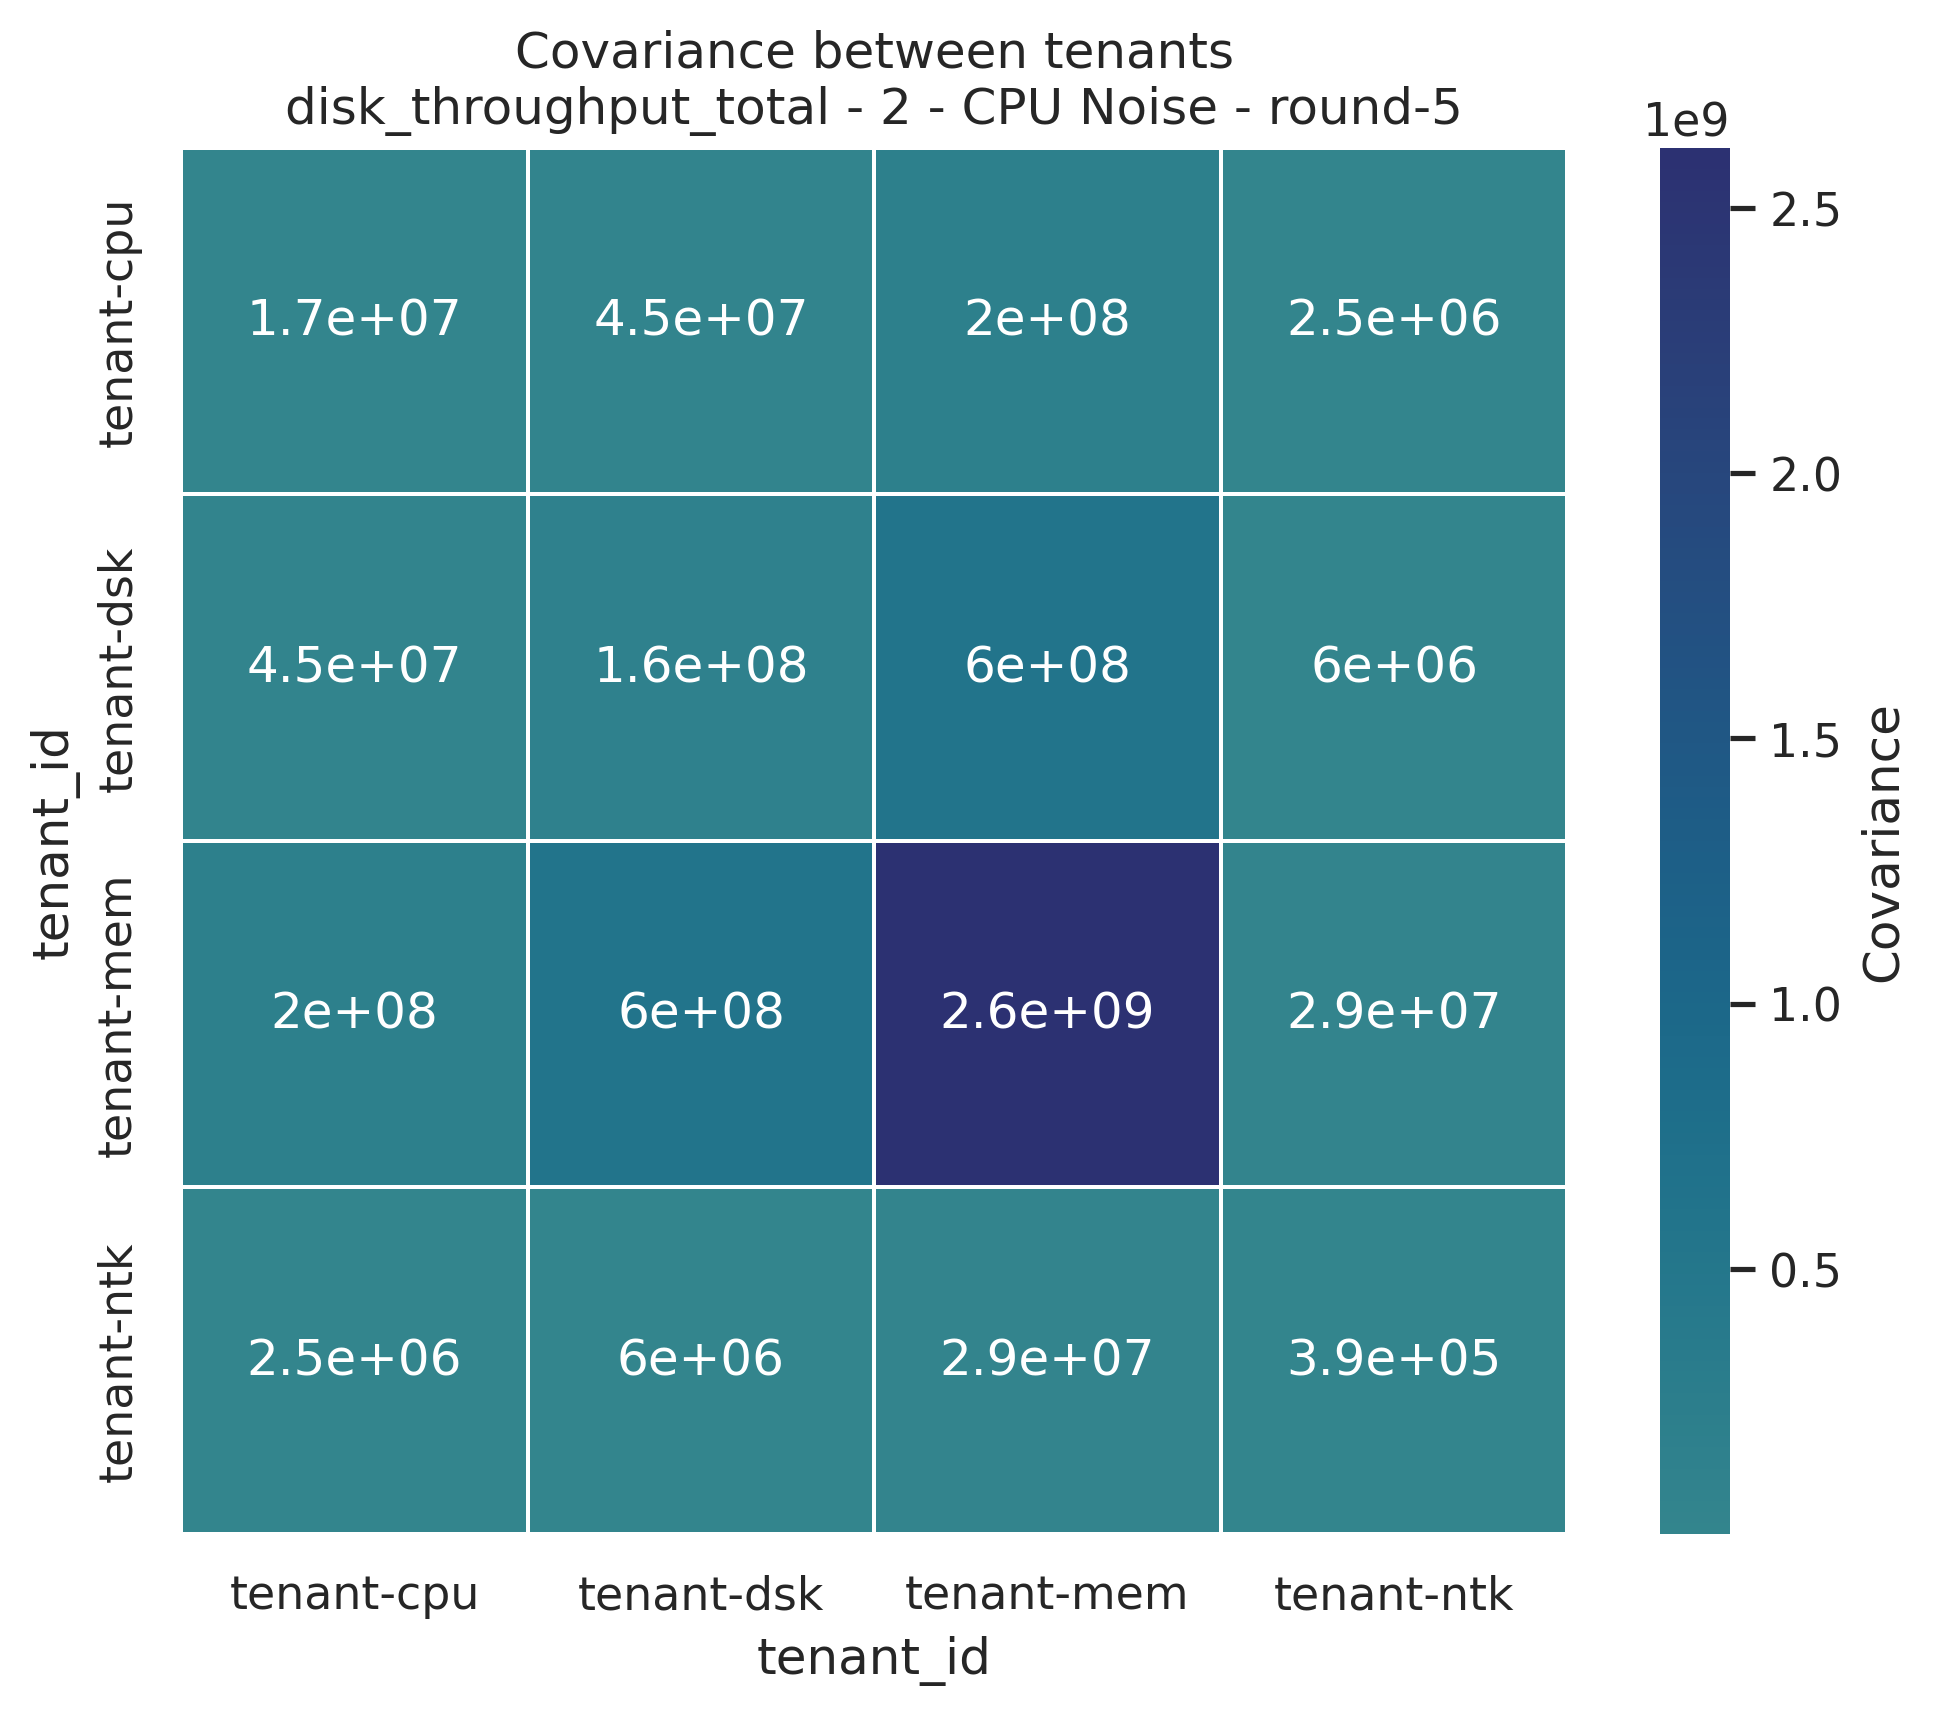 Covariance between tenants
disk_throughput_total - 2 - CPU Noise - round-5
1e9
tenant_id
tenant-cpu
1.7e+07 4.5e+07 2e+08 2.5e+06
tenant-dsk
4.5e+07 1.6e+08 6e+08 6e+06
tenant-mem
2e+08 6e+08 2.6e+09 2.9e+07
tenant-ntk
2.5e+06 6e+06 2.9e+07 3.9e+05
tenant-cpu tenant-dsk tenant-mem tenant-ntk
tenant_id
2.5
2.0
1.5
1.0
0.5
Covariance